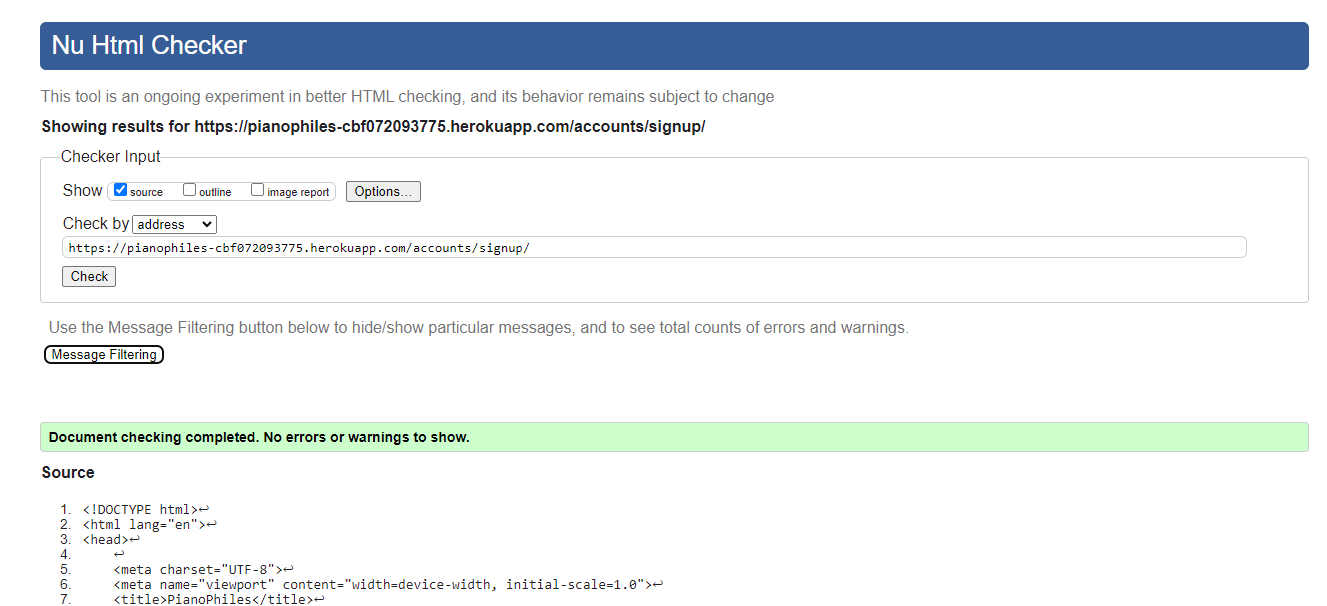 Nu Html Checker
This tool is an ongoing experiment in better HTML checking, and its behavior remains subject to change
Showing results for https://pianophiles-cbf072093775.herokuapp.com/accounts/signup/
Checker Input
Show source outline image report Options...
Check by address
https://pianophiles-cbf072093775.herokuapp.com/accounts/signup/
Check
Use the Message Filtering button below to hide/show particular messages, and to see total counts of errors and warnings.
Message Filtering
Document checking completed. No errors or warnings to show.
Source
1. <!DOCTYPE html>↩
2. <html lang="en">↩
3. <head>↩
4. ↩
5. <meta charset="UTF-8">↩
6. <meta name="viewport" content="width=device-width, initial-scale=1.0">↩
7. <title>PianoPhiles</title>↩